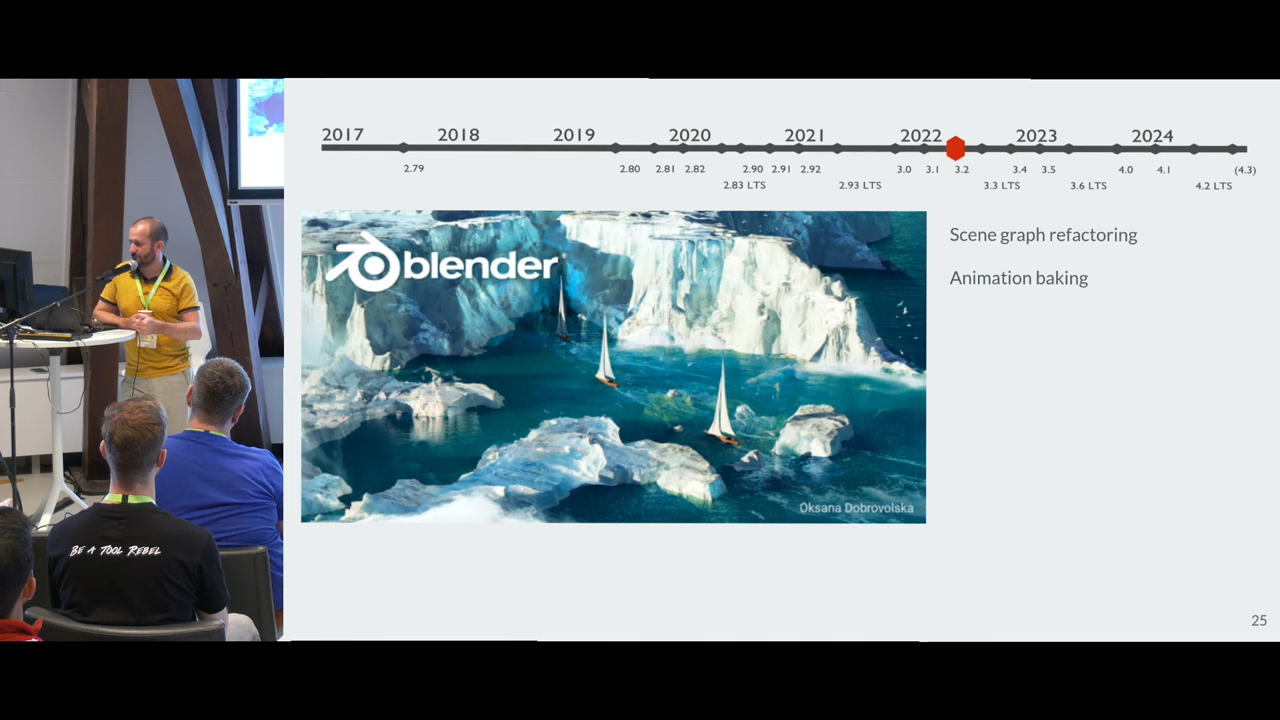 2017 2018 2019 2020 2021 2022 2023 2024
2.79 2.80 2.81 2.82 2.90 2.91 2.92 3.0 3.1 3.2 3.4 3.5 4.0 4.1 (4.3)
2.83 LTS 2.93 LTS 3.3 LTS 3.6 LTS 4.2 LTS
blender
Scene graph refactoring
Animation baking
Oksana Dobrovolska
BE A TOOL REBEL
25